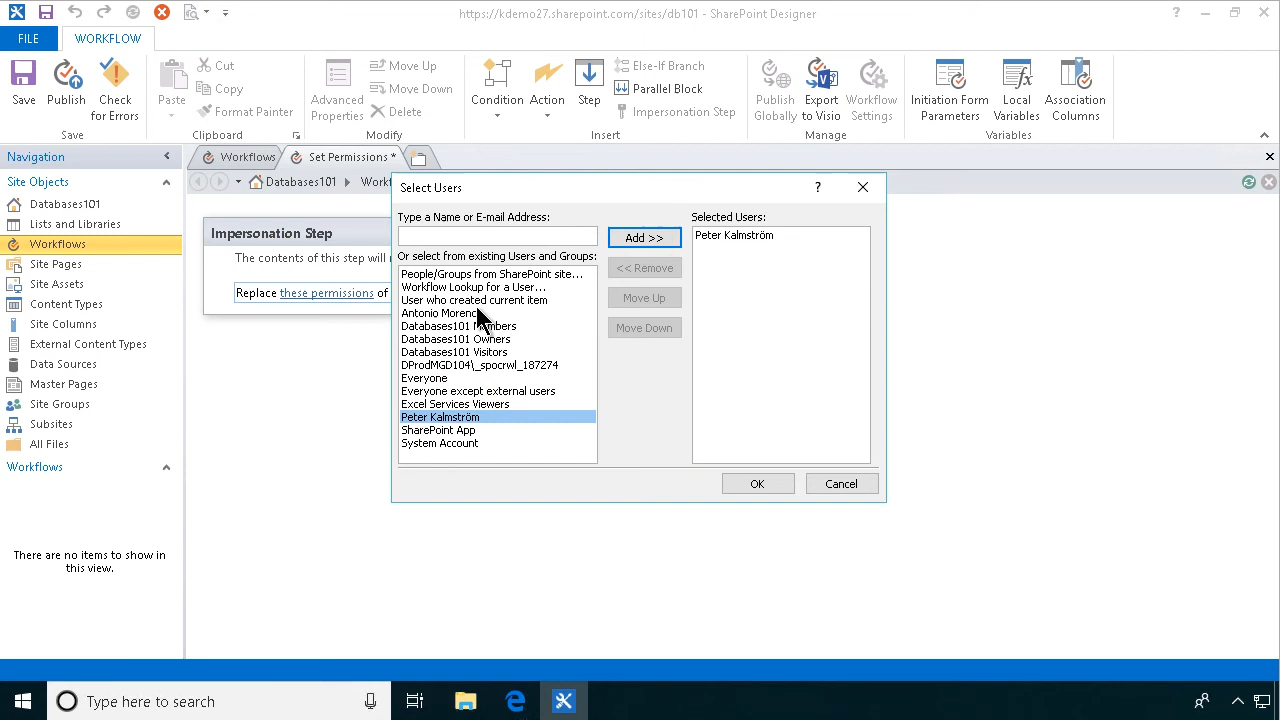 https://kdemo27.sharepoint.com/sites/db101 - SharePoint Designer
FILE
WORKFLOW
Save
Publish
Check
for Errors
Save
Paste
Cut
Copy
Format Painter
Clipboard
Advanced
Properties
Move Up
Move Down
Delete
Modify
Condition
Action
Step
Else-If Branch
Parallel Block
Impersonation Step
Insert
Publish
Globally
Export
to Visio
Workflow
Settings
Manage
Initiation Form
Parameters
Local
Variables
Association
Columns
Variables
Navigation
Workflows
Set Permissions *
Databases101
Site Objects
Databases101
Lists and Libraries
Workflows
Site Pages
Site Assets
Content Types
Site Columns
External Content Types
Data Sources
Master Pages
Site Groups
Subsites
All Files
Workflows
There are no items to show in
this view.
Impersonation Step
The contents of this step will
Replace these permissions of
Select Users
?
Type a Name or E-mail Address:
Add >>
Or select from existing Users and Groups:
People/Groups from SharePoint site...
Workflow Lookup for a User...
User who created current item
Antonio Moreno
Databases101 Members
Databases101 Owners
Databases101 Visitors
DProdMGD104\_spocrwl_187274
Everyone
Everyone except external users
Excel Services Viewers
Peter Kalmström
SharePoint App
System Account
<< Remove
Move Up
Move Down
Selected Users:
Peter Kalmström
OK
Cancel
Type here to search